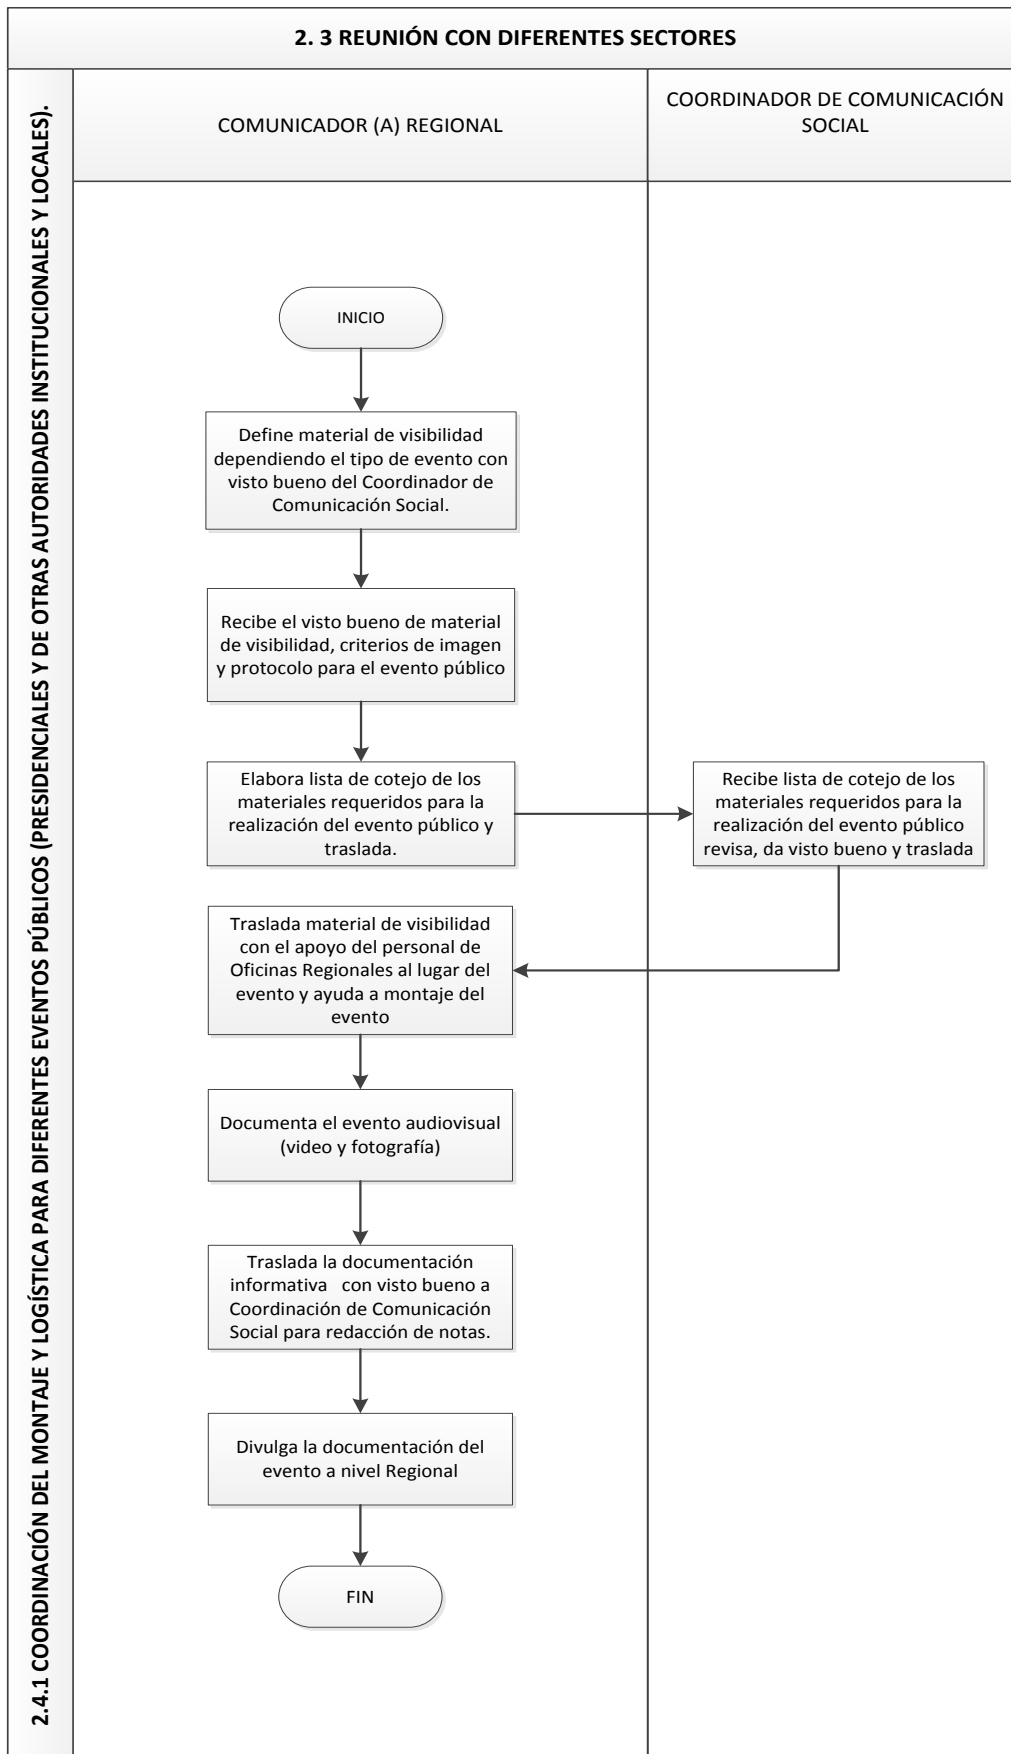 2. 3 REUNIÓN CON DIFERENTES SECTORES
2.4.1 COORDINACIÓN DEL MONTAJE Y LOGÍSTICA PARA DIFERENTES EVENTOS PÚBLICOS (PRESIDENCIALES Y DE OTRAS AUTORIDADES INSTITUCIONALES Y LOCALES).
COMUNICADOR (A) REGIONAL
COORDINADOR DE COMUNICACIÓN
SOCIAL
INICIO
Define material de visibilidad
dependiendo el tipo de evento con
visto bueno del Coordinador de
Comunicación Social.
Recibe el visto bueno de material
de visibilidad, criterios de imagen
y protocolo para el evento público
Elabora lista de cotejo de los
materiales requeridos para la
realización del evento público y
traslada.
Recibe lista de cotejo de los
materiales requeridos para la
realización del evento público
revisa, da visto bueno y traslada
Traslada material de visibilidad
con el apoyo del personal de
Oficinas Regionales al lugar del
evento y ayuda a montaje del
evento
Documenta el evento audiovisual
(video y fotografía)
Traslada la documentación
informativa   con visto bueno a
Coordinación de Comunicación
Social para redacción de notas.
Divulga la documentación del
evento a nivel Regional
FIN